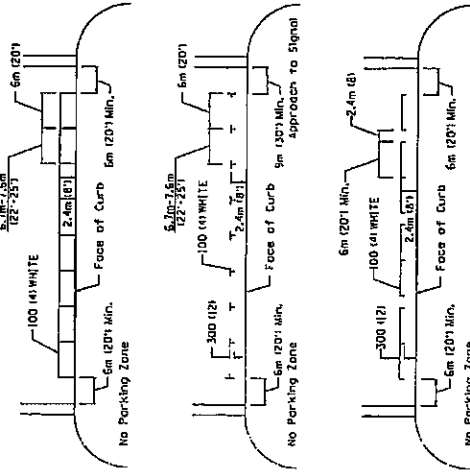 6.7m-7.6m
(22'-25')
6m (20')
100 (4) WHITE
2.4m (8')
Face of Curb
6m (20') Min.
6m (20') Min.
No Parking Zone
6.7m-7.6m
(22'-25')
6m (20')
100 (4) WHITE
2.4m (8')
300 (12)
Face of Curb
6m (20') Min.
9m (30') Min.
Approach to Signal
No Parking Zone
2.4m (8')
6m (20') Min.
100 (4) WHITE
2.4m (8')
300 (12)
Face of Curb
6m (20') Min.
6m (20') Min.
No Parking Zone